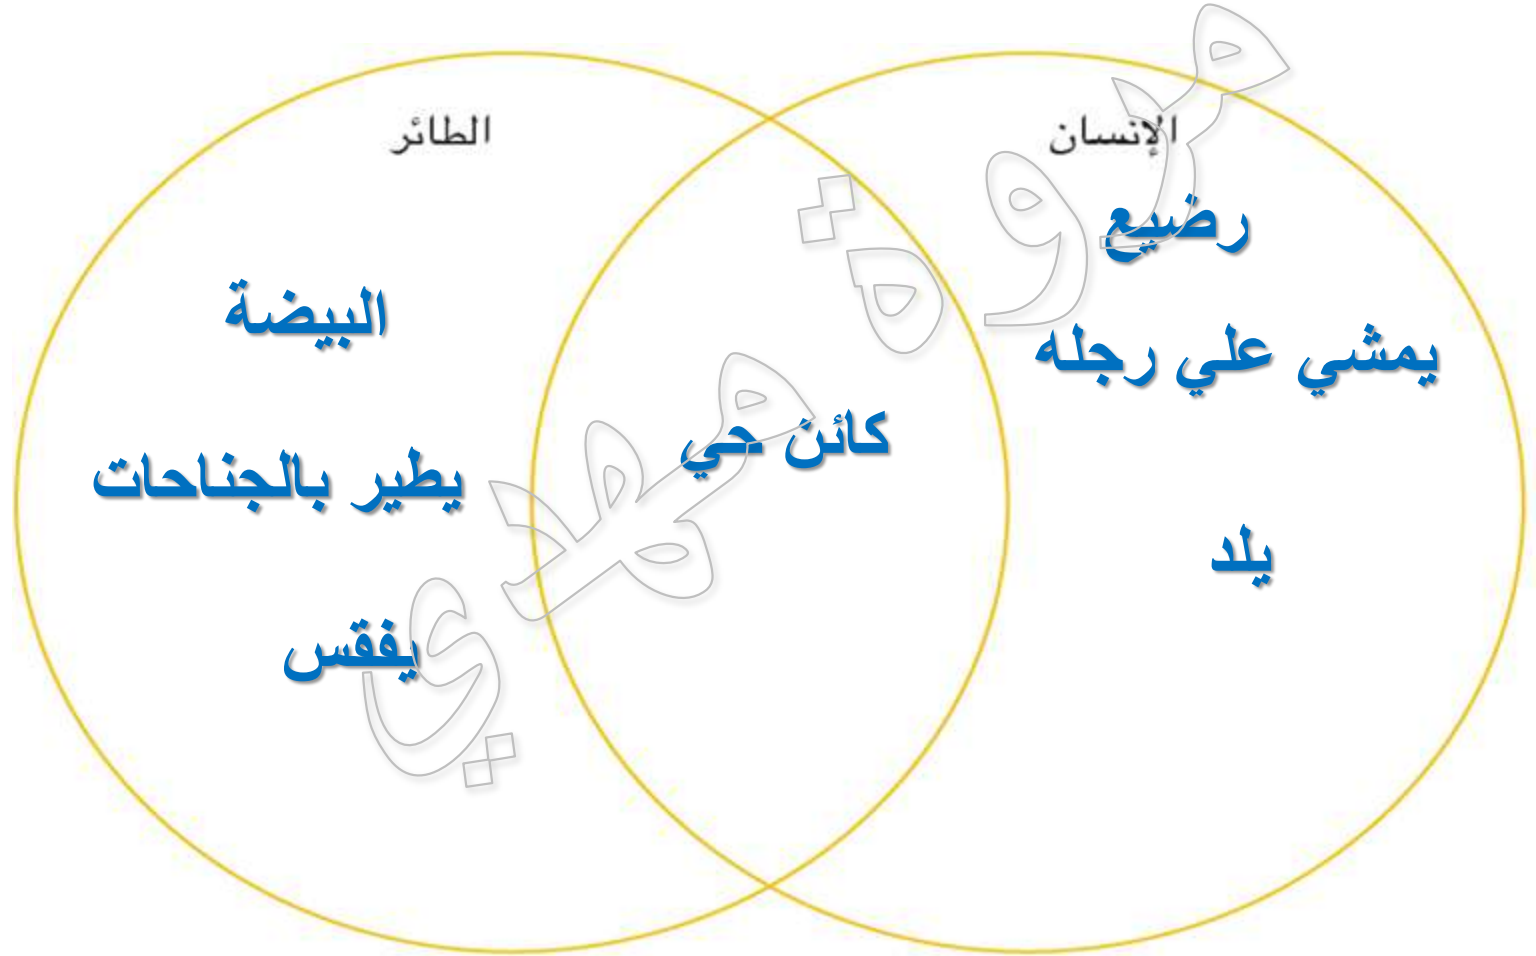 الإنسان
رضيع
يمشي علي رجله
يلد
كائن حي
الطائر
البيضة
يطير بالجناحات
يفقس
مروة مهدي